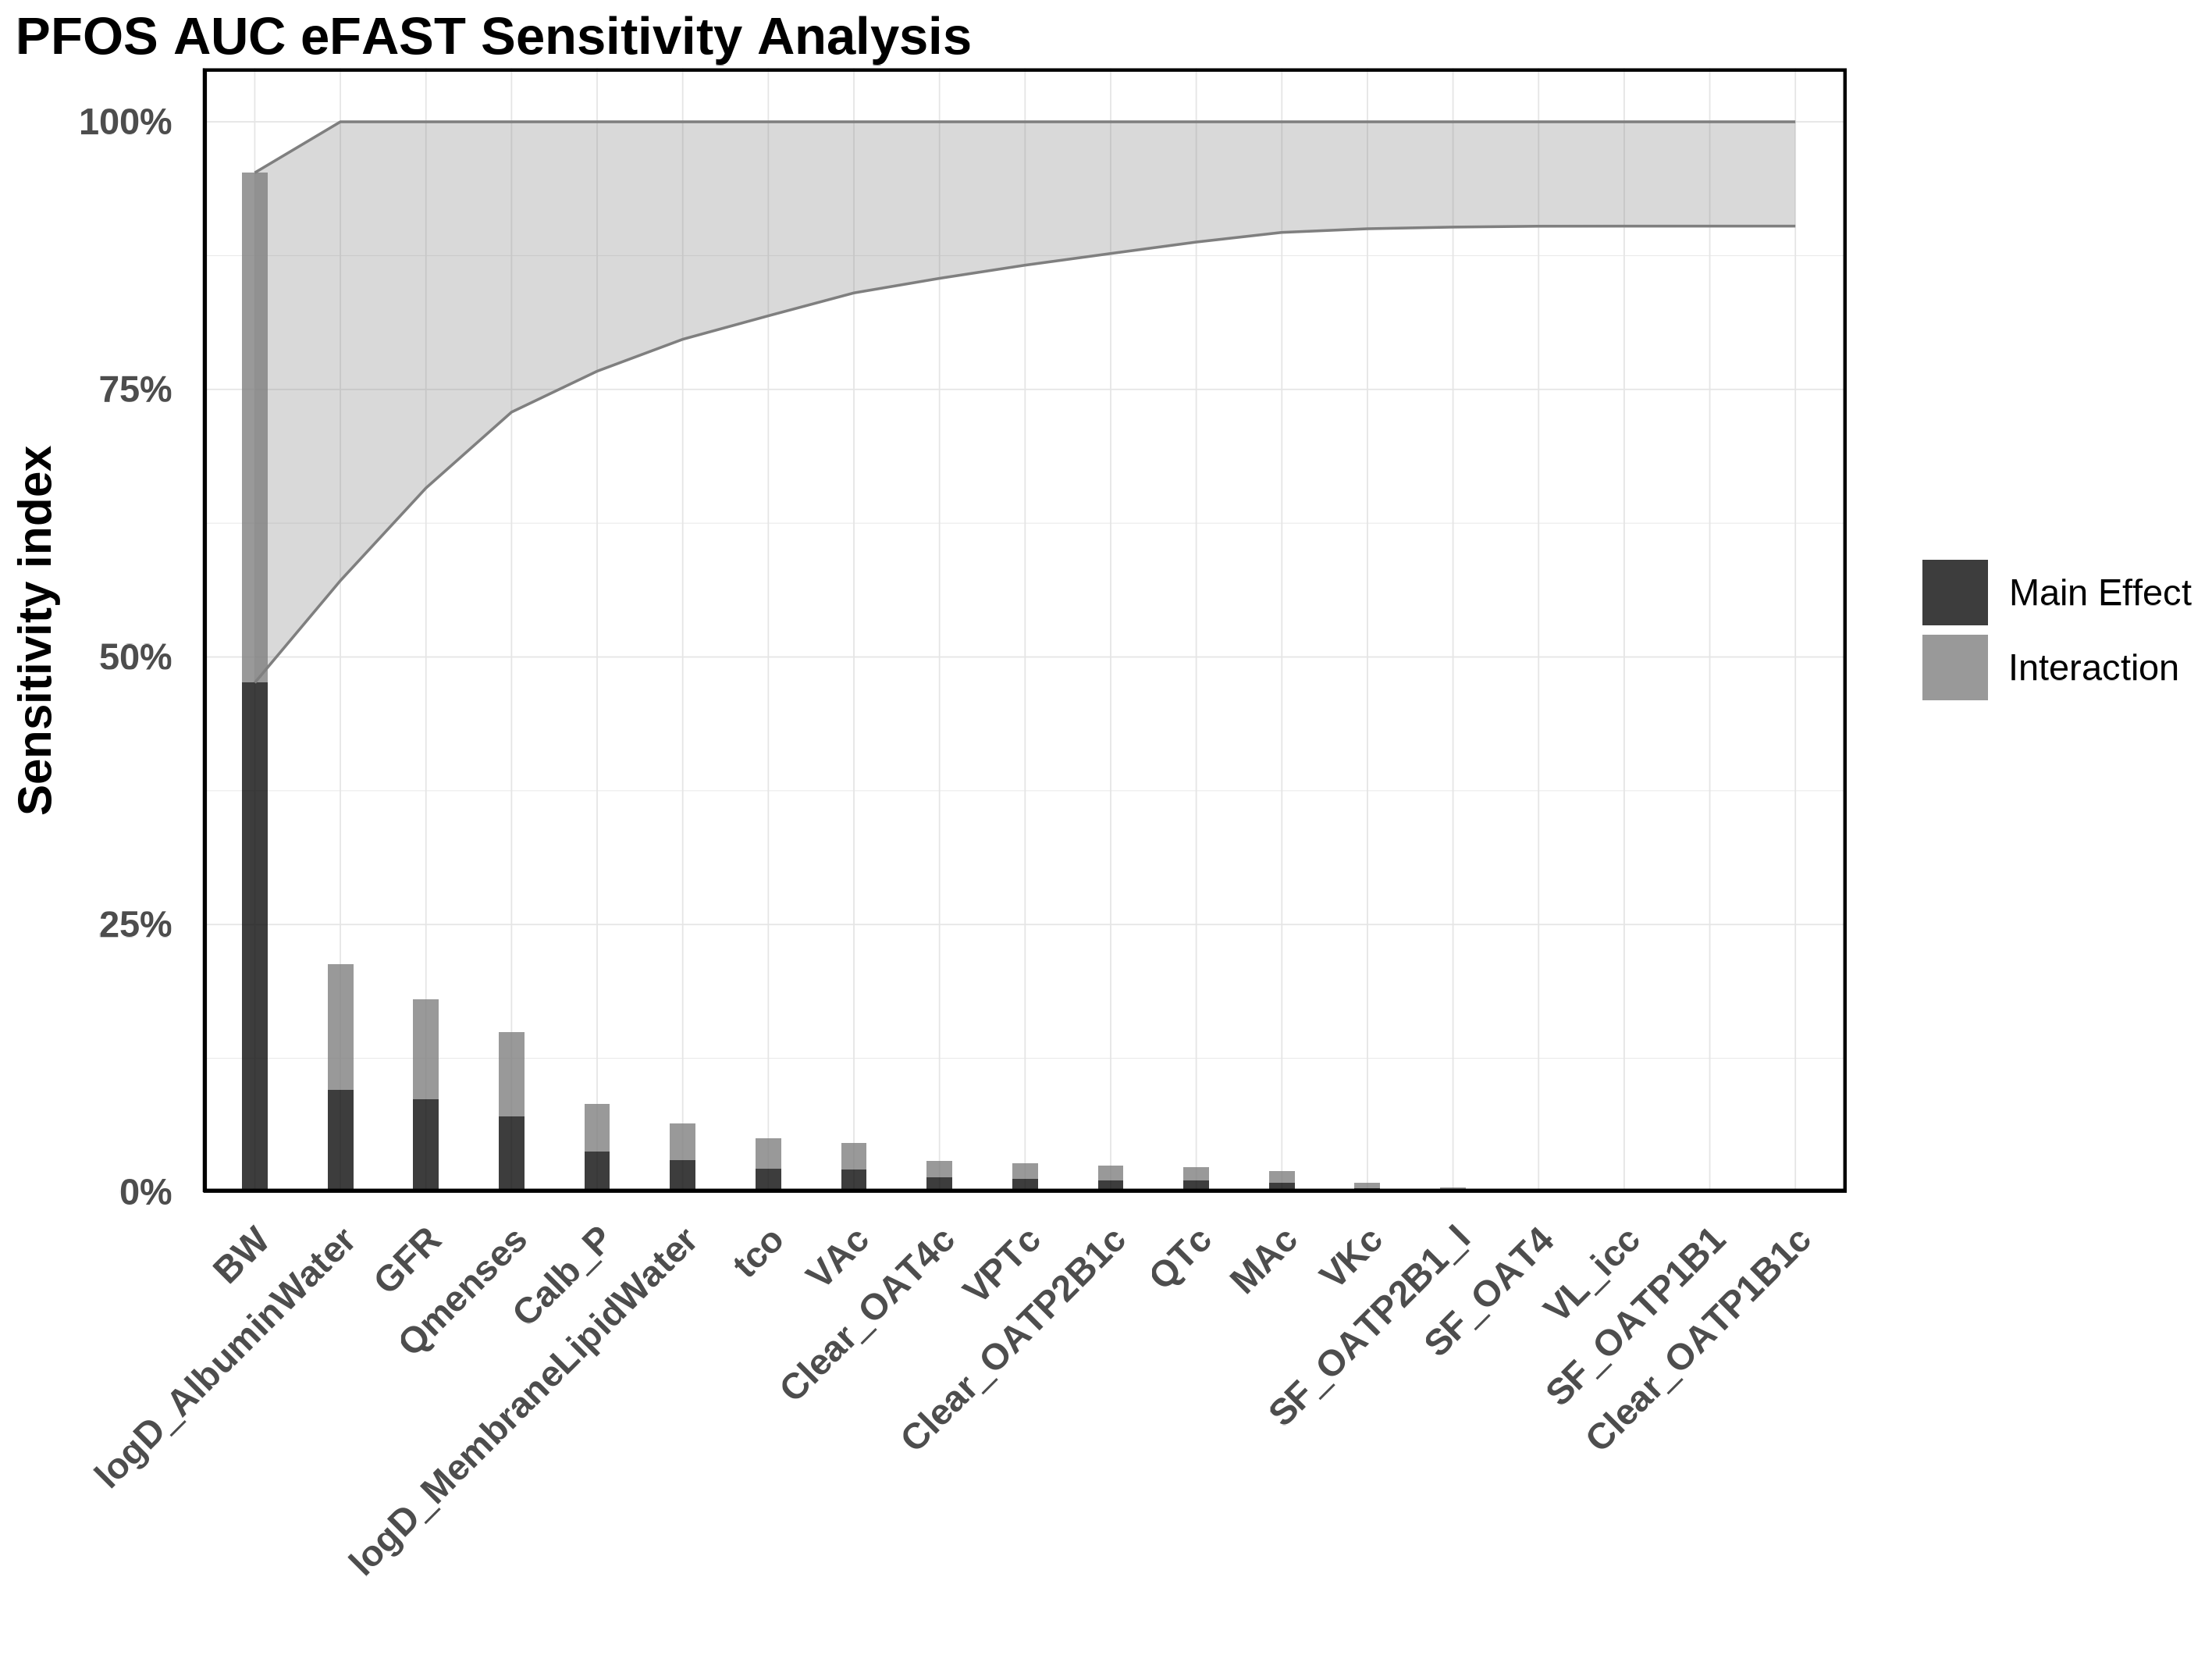 PFOS AUC eFAST Sensitivity Analysis
Sensitivity index
100%
75%
50%
25%
0%
BW
logD_AlbuminWater
GFR
Qmenses
Calb_P
logD_MembraneLipidWater
tco
VAc
Clear_OAT4c
VPTc
Clear_OATP2B1c
QTc
MAc
VKc
SF_OATP2B1_I
SF_OAT4
VL_icc
SF_OATP1B1
Clear_OATP1B1c
Main Effect
Interaction